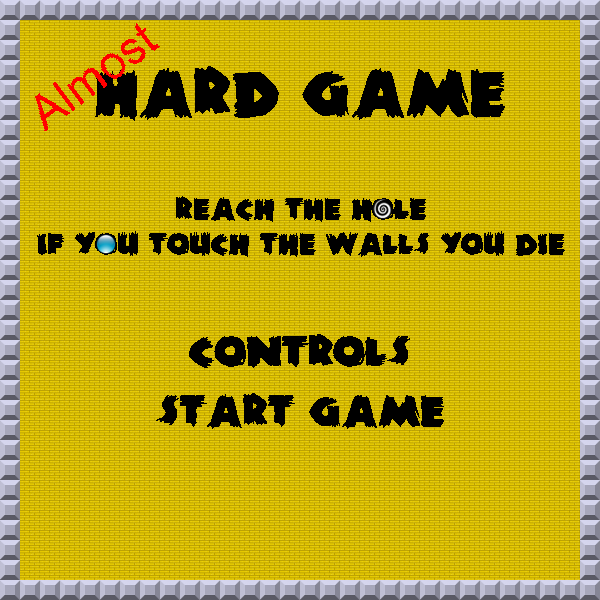 Almost
HARD GAME
REACH THE HOLE
IF YOU TOUCH THE WALLS YOU DIE
CONTROLS
START GAME